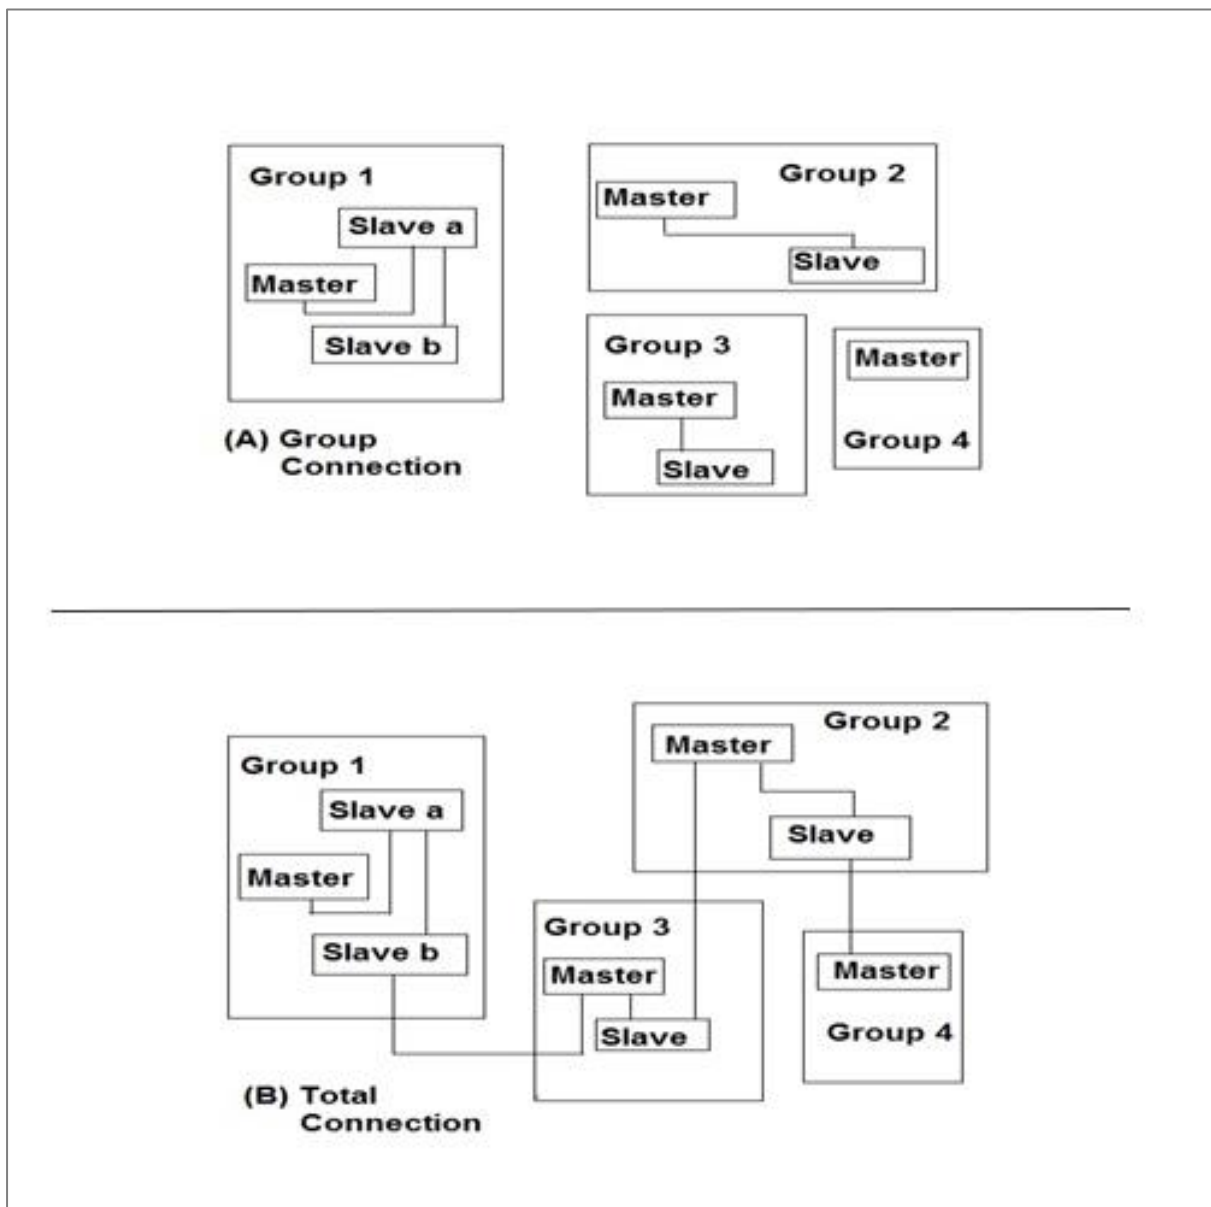 Group 1
Slave a
Master
Slave b
(A) Group
Connection
Group 2
Master
Slave
Group 3
Master
Slave
Master
Group 4
Group 1
Slave a
Master
Slave b
Group 2
Master
Slave
Group 3
Master
Slave
Master
Group 4
(B) Total
Connection